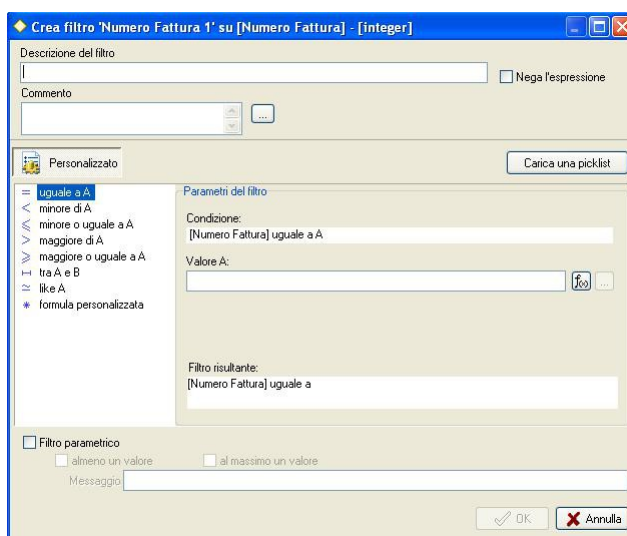 Crea filtro 'Numero Fattura 1' su [Numero Fattura] - [integer]
Descrizione del filtro
Nega l'espressione
Commento
...
Personalizzato
Carica una picklist
= uguale a A
< minore di A
⩽ minore o uguale a A
> maggiore di A
⩾ maggiore o uguale a A
tra A e B
≃ like A
* formula personalizzata
Parametri del filtro
Condizione:
[Numero Fattura] uguale a A
Valore A:
f(x) ...
Filtro risultante:
[Numero Fattura] uguale a
Filtro parametrico
almeno un valore al massimo un valore
Messaggio
OK Annulla